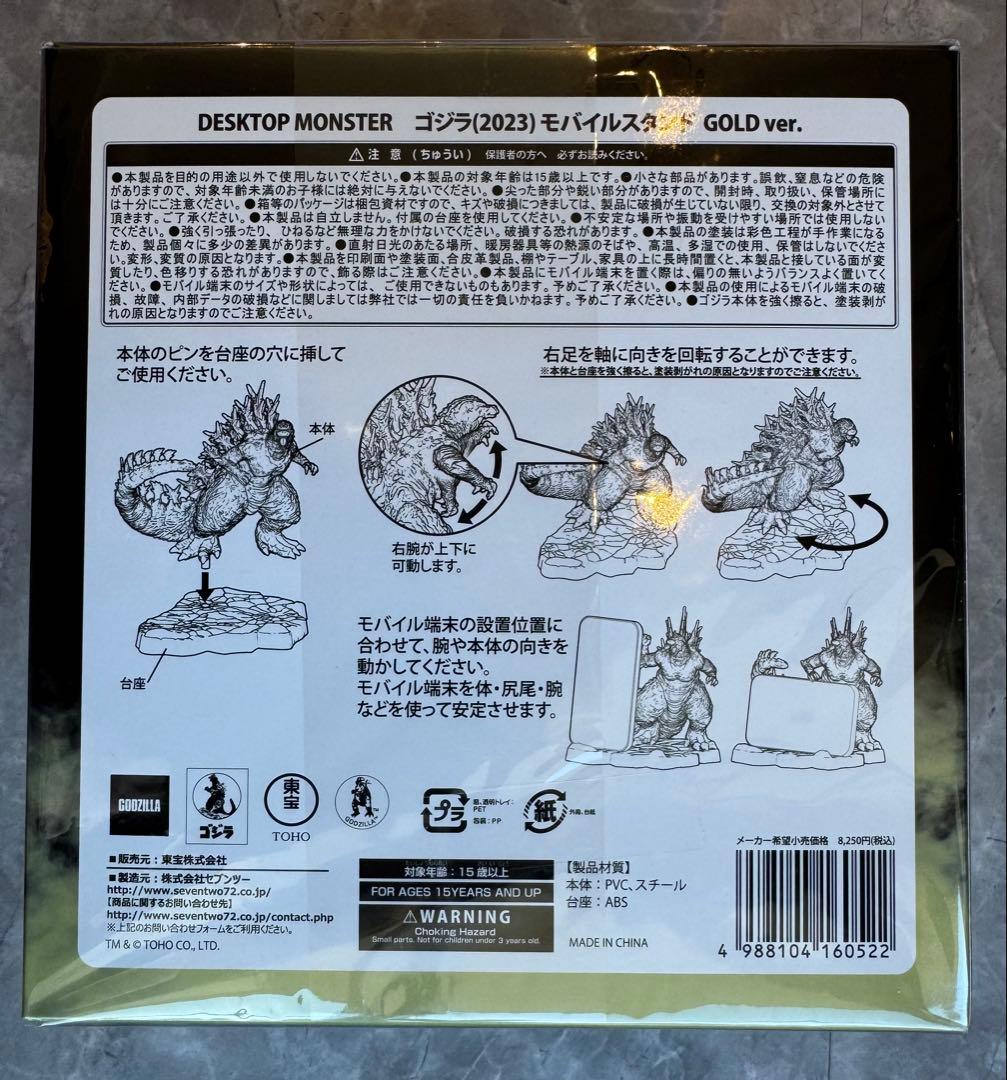 DESKTOP MONSTER　ゴジラ(2023) モバイルスタンド GOLD ver.
⚠注 意 (ちゅうい) 保護者の方へ 必ずお読みください。
●本製品を目的の用途以外で使用しないでください。●本製品の対象年齢は15歳以上です。●小さな部品があります。誤飲、窒息などの危険
がありますので、対象年齢未満のお子様には絶対に与えないでください。●尖った部分や鋭い部分がありますので、開封時、取り扱い、保管場所に
は十分にご注意ください。●箱等のパッケージは梱包資材ですので、キズや破損につきましては、製品に破損が生じていない限り、交換の対象外とさせて
頂きます。ご了承ください。●本製品は自立しません。付属の台座を使用してください。●不安定な場所や振動を受けやすい場所では使用しない
でください。●強く引っ張ったり、ひねるなど無理な力をかけないでください。破損する恐れがあります。●本製品の塗装は彩色工程が手作業になる
ため、製品個々に多少の差異があります。●直射日光のあたる場所、暖房器具等の熱源のそばや、高温、多湿での使用、保管はしないでくださ
い。変形、変質の原因となります。●本製品を印刷面や塗装面、合皮革製品、棚やテーブル、家具の上に長時間置くと、本製品と接している面が変
質したり、色移りする恐れがありますので、飾る際はご注意ください。●本製品にモバイル端末を置く際は、偏りの無いようバランスよく置いてく
ださい。●モバイル端末のサイズや形状によっては、ご使用できないものもあります。予めご了承ください。●本製品の使用によるモバイル端末の破
損、故障、内部データの破損などに関しましては弊社では一切の責任を負いかねます。予めご了承ください。●ゴジラ本体を強く擦ると、塗装剥が
れの原因となりますのでご注意ください。
本体のピンを台座の穴に挿して
ご使用ください。
本体
台座
右足を軸に向きを回転することができます。
※本体と台座を強く擦ると、塗装剥がれの原因となりますのでご注意ください。
右腕が上下に
可動します。
モバイル端末の設置位置に
合わせて、腕や本体の向きを
動かしてください。
モバイル端末を体・尻尾・腕
などを使って安定させます。
GODZILLA
ゴジラ
東宝
TOHO
GODZILLA TM
プラ
窓、透明トレイ:
PET
包装:PP
紙
外箱、台紙
■販売元:東宝株式会社
■製造元:株式会社セブンツー
http://www.seventwo72.co.jp/
【商品に関するお問い合わせ先】
http://www.seventwo72.co.jp/contact.php
※上記のお問い合わせフォームをご利用ください。
TM & © TOHO CO., LTD.
対象年齢:15歳以上
FOR AGES 15YEARS AND UP
⚠WARNING
Choking Hazard
Small parts. Not for children under 3 years old.
【製品材質】
本体:PVC、スチール
台座:ABS
MADE IN CHINA
メーカー希望小売価格 8,250円(税込)
4 988104 160522